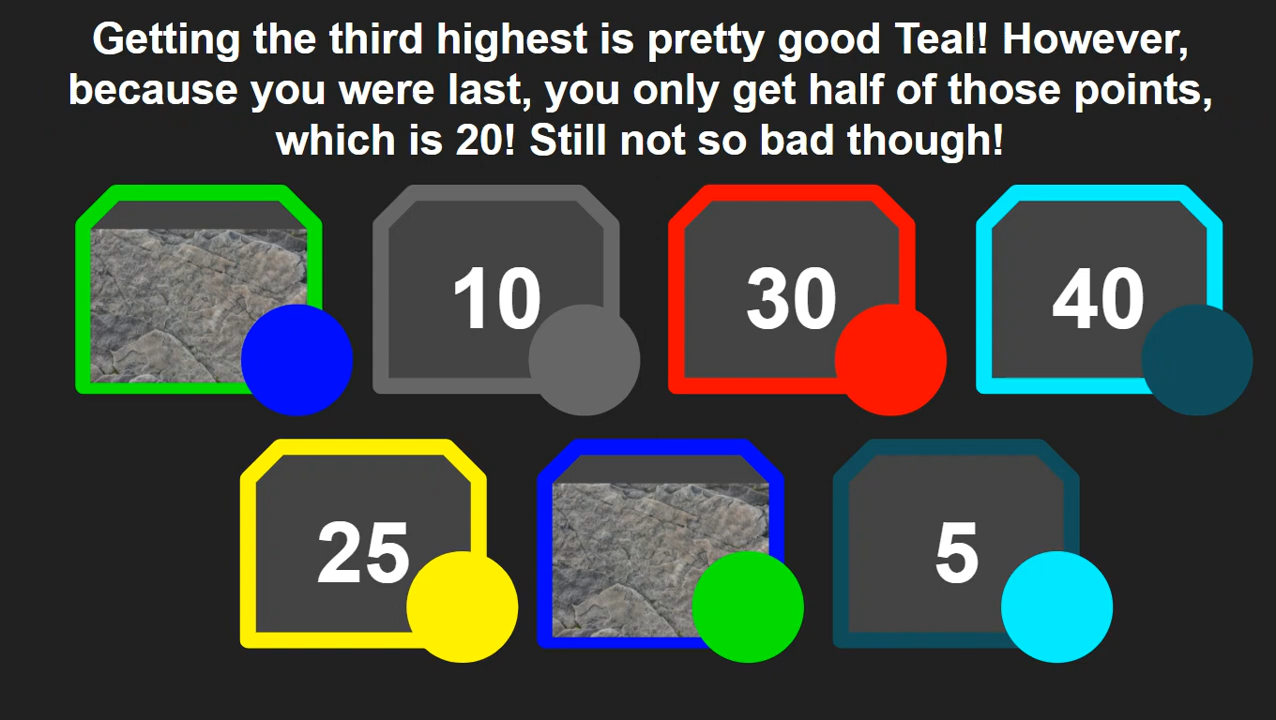 Getting the third highest is pretty good Teal! However,
because you were last, you only get half of those points,
which is 20! Still not so bad though!
10
30
40
25
5